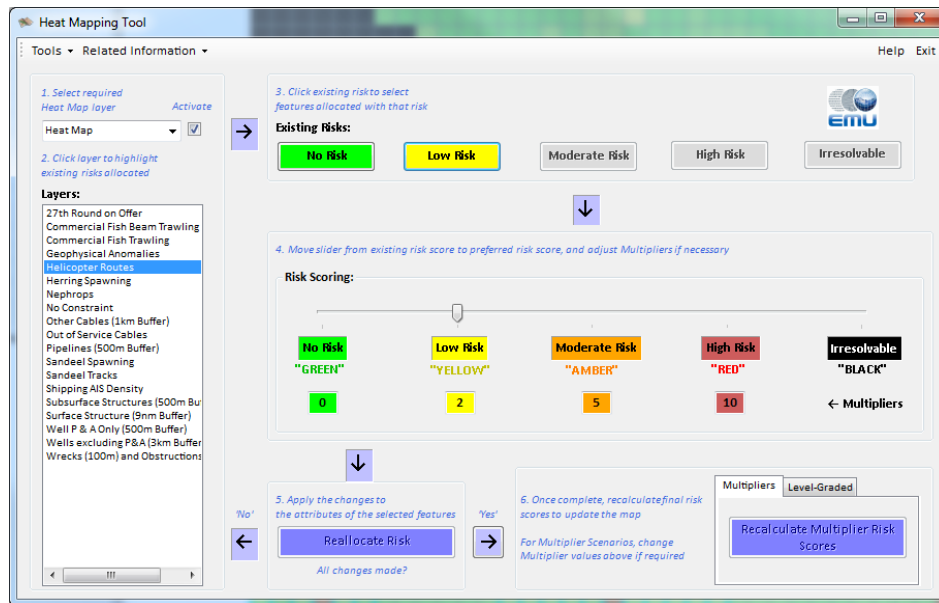 Heat Mapping Tool
Tools Related Information Help Exit
1. Select required
Heat Map layer Activate
Heat Map
2. Click layer to highlight
existing risks allocated
Layers:
27th Round on Offer
Commercial Fish Beam Trawling
Commercial Fish Trawling
Geophysical Anomalies
Helicopter Routes
Herring Spawning
Nephrops
No Constraint
Other Cables (1km Buffer)
Out of Service Cables
Pipelines (500m Buffer)
Sandeel Spawning
Sandeel Tracks
Shipping AIS Density
Subsurface Structures (500m Bu
Surface Structure (9nm Buffer)
Well P & A Only (500m Buffer)
Wells excluding P&A (3km Buffer
Wrecks (100m) and Obstructions
3. Click existing risk to select
features allocated with that risk
EMU
Existing Risks:
No Risk Low Risk Moderate Risk High Risk Irresolvable
4. Move slider from existing risk score to preferred risk score, and adjust Multipliers if necessary
Risk Scoring:
No Risk Low Risk Moderate Risk High Risk Irresolvable
"GREEN" "YELLOW" "AMBER" "RED" "BLACK"
0 2 5 10 ← Multipliers
5. Apply the changes to
the attributes of the selected features
'No' 'Yes'
Reallocate Risk
All changes made?
6. Once complete, recalculate final risk
scores to update the map
For Multiplier Scenarios, change
Multiplier values above if required
Multipliers Level-Graded
Recalculate Multiplier Risk
Scores